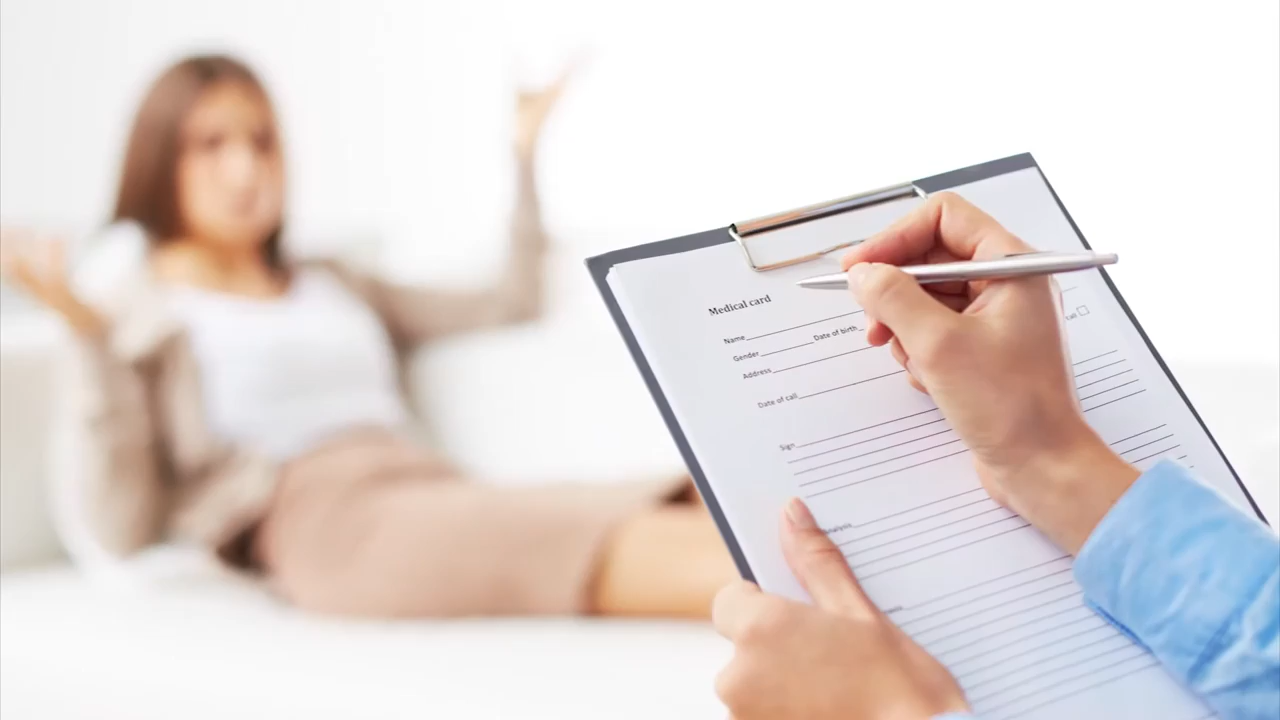 Medical card
Name
Gender Date of birth
Address
Date of call
Sign